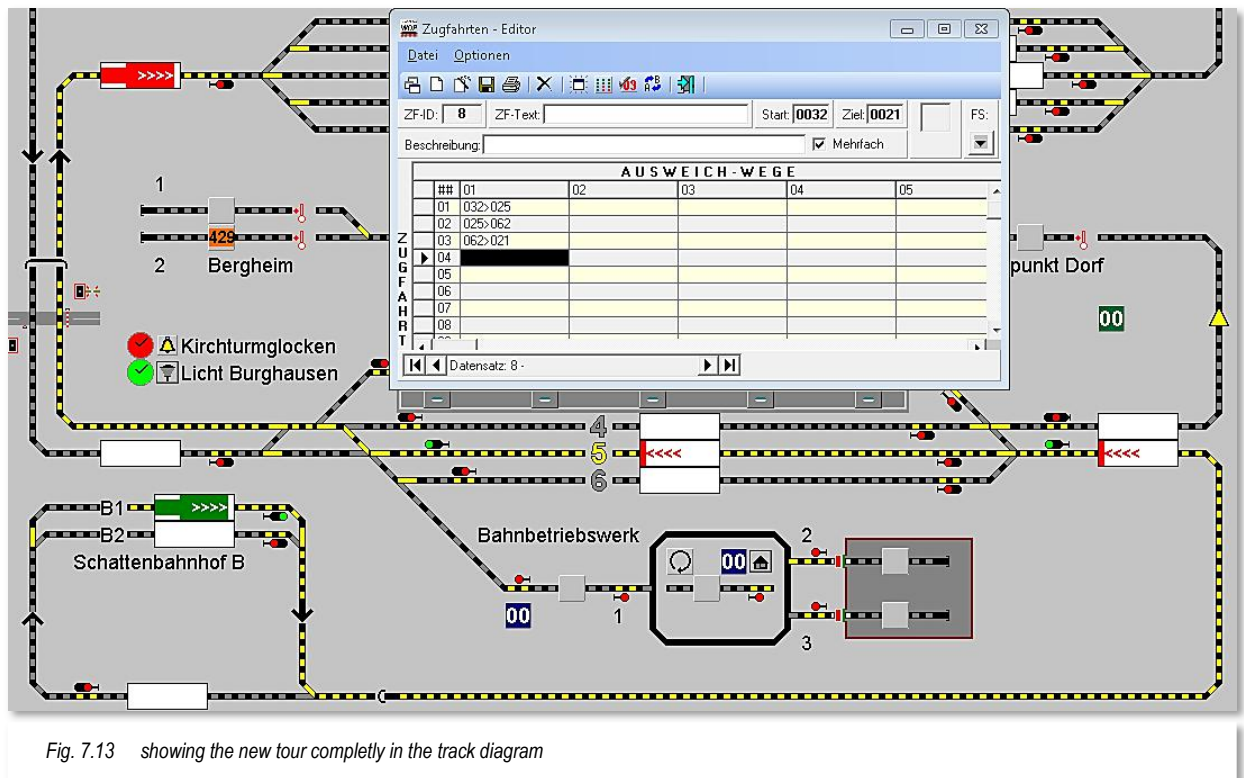 Zugfahrten - Editor
Datei Optionen
ZF-ID: 8 ZF-Text: Start: 0032 Ziel: 0021 FS:
Beschreibung: Mehrfach
AUSWEICH-WEGE
## 01 02 03 04 05
01 032>025
02 025>062
03 062>021
04
05
06
07
08
ZUGFAHRT
Datensatz: 8 -
>>>>
1
429
2 Bergheim
punkt Dorf
00
Kirchturmglocken
Licht Burghausen
4
5 <<<< <<<<
6
B1 >>>>
B2
Schattenbahnhof B
Bahnbetriebswerk
2
00
00 1
3
Fig. 7.13 showing the new tour completly in the track diagram